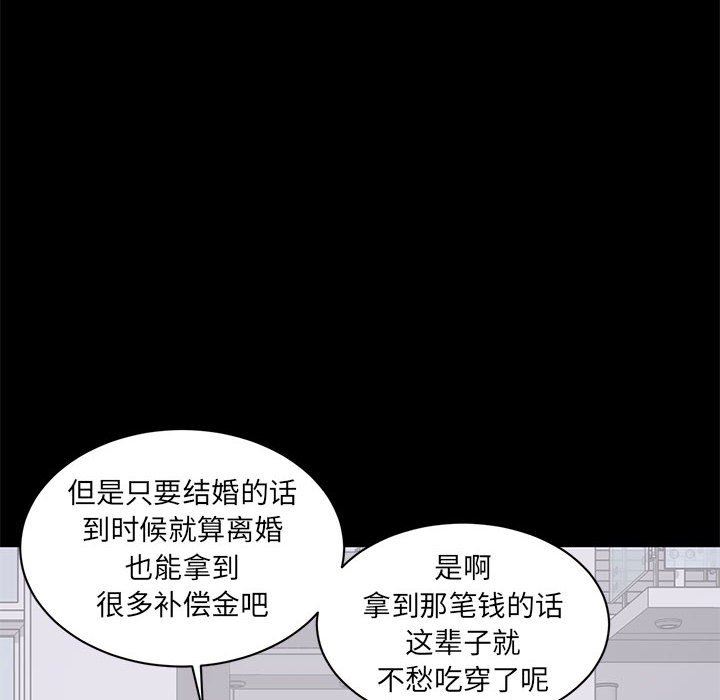 但是只要结婚的话
到时候就算离婚
也能拿到
很多补偿金吧
是啊
拿到那笔钱的话
这辈子就
不愁吃穿了呢